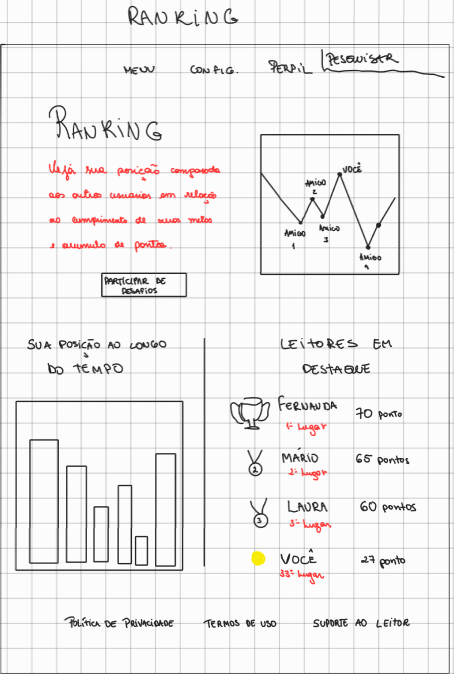 RANKING
MENU CONFIG. PERFIL PESQUISAR
RANKING
Veja sua posição comparada
aos outros usuários em relação
ao cumprimento de suas metas
e acumulo de pontos.
PARTICIPAR DE
DESAFIOS
VOCÊ
AMIGO
2
AMIGO
1
AMIGO
3
AMIGO
4
SUA POSIÇÃO AO LONGO
DO TEMPO
LEITORES EM
DESTAQUE
FERNANDA 70 ponto
1º Lugar
2
MÁRIO 65 pontos
2º Lugar
3
LAURA 60 pontos
3º Lugar
VOCÊ 27 ponto
33º Lugar
POLÍTICA DE PRIVACIDADE TERMOS DE USO SUPORTE AO LEITOR